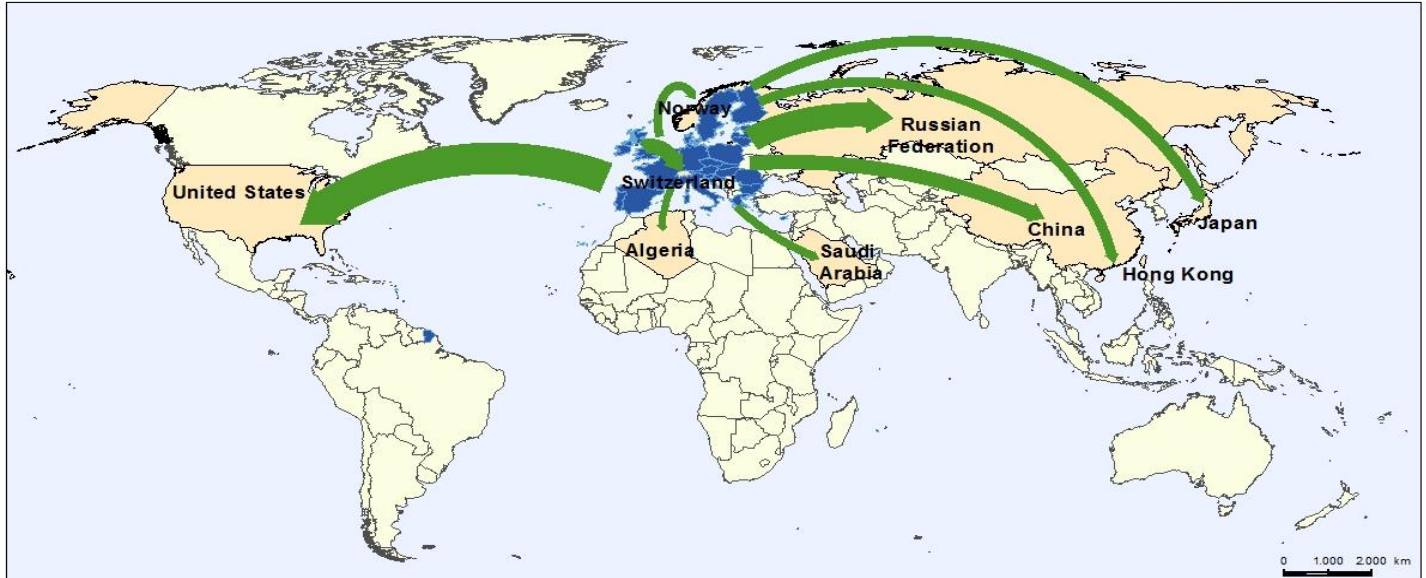 Norway
Russian
Federation
United States
Switzerland
China
Japan
Algeria
Saudi
Arabia
Hong Kong
0 1.000 2.000 km